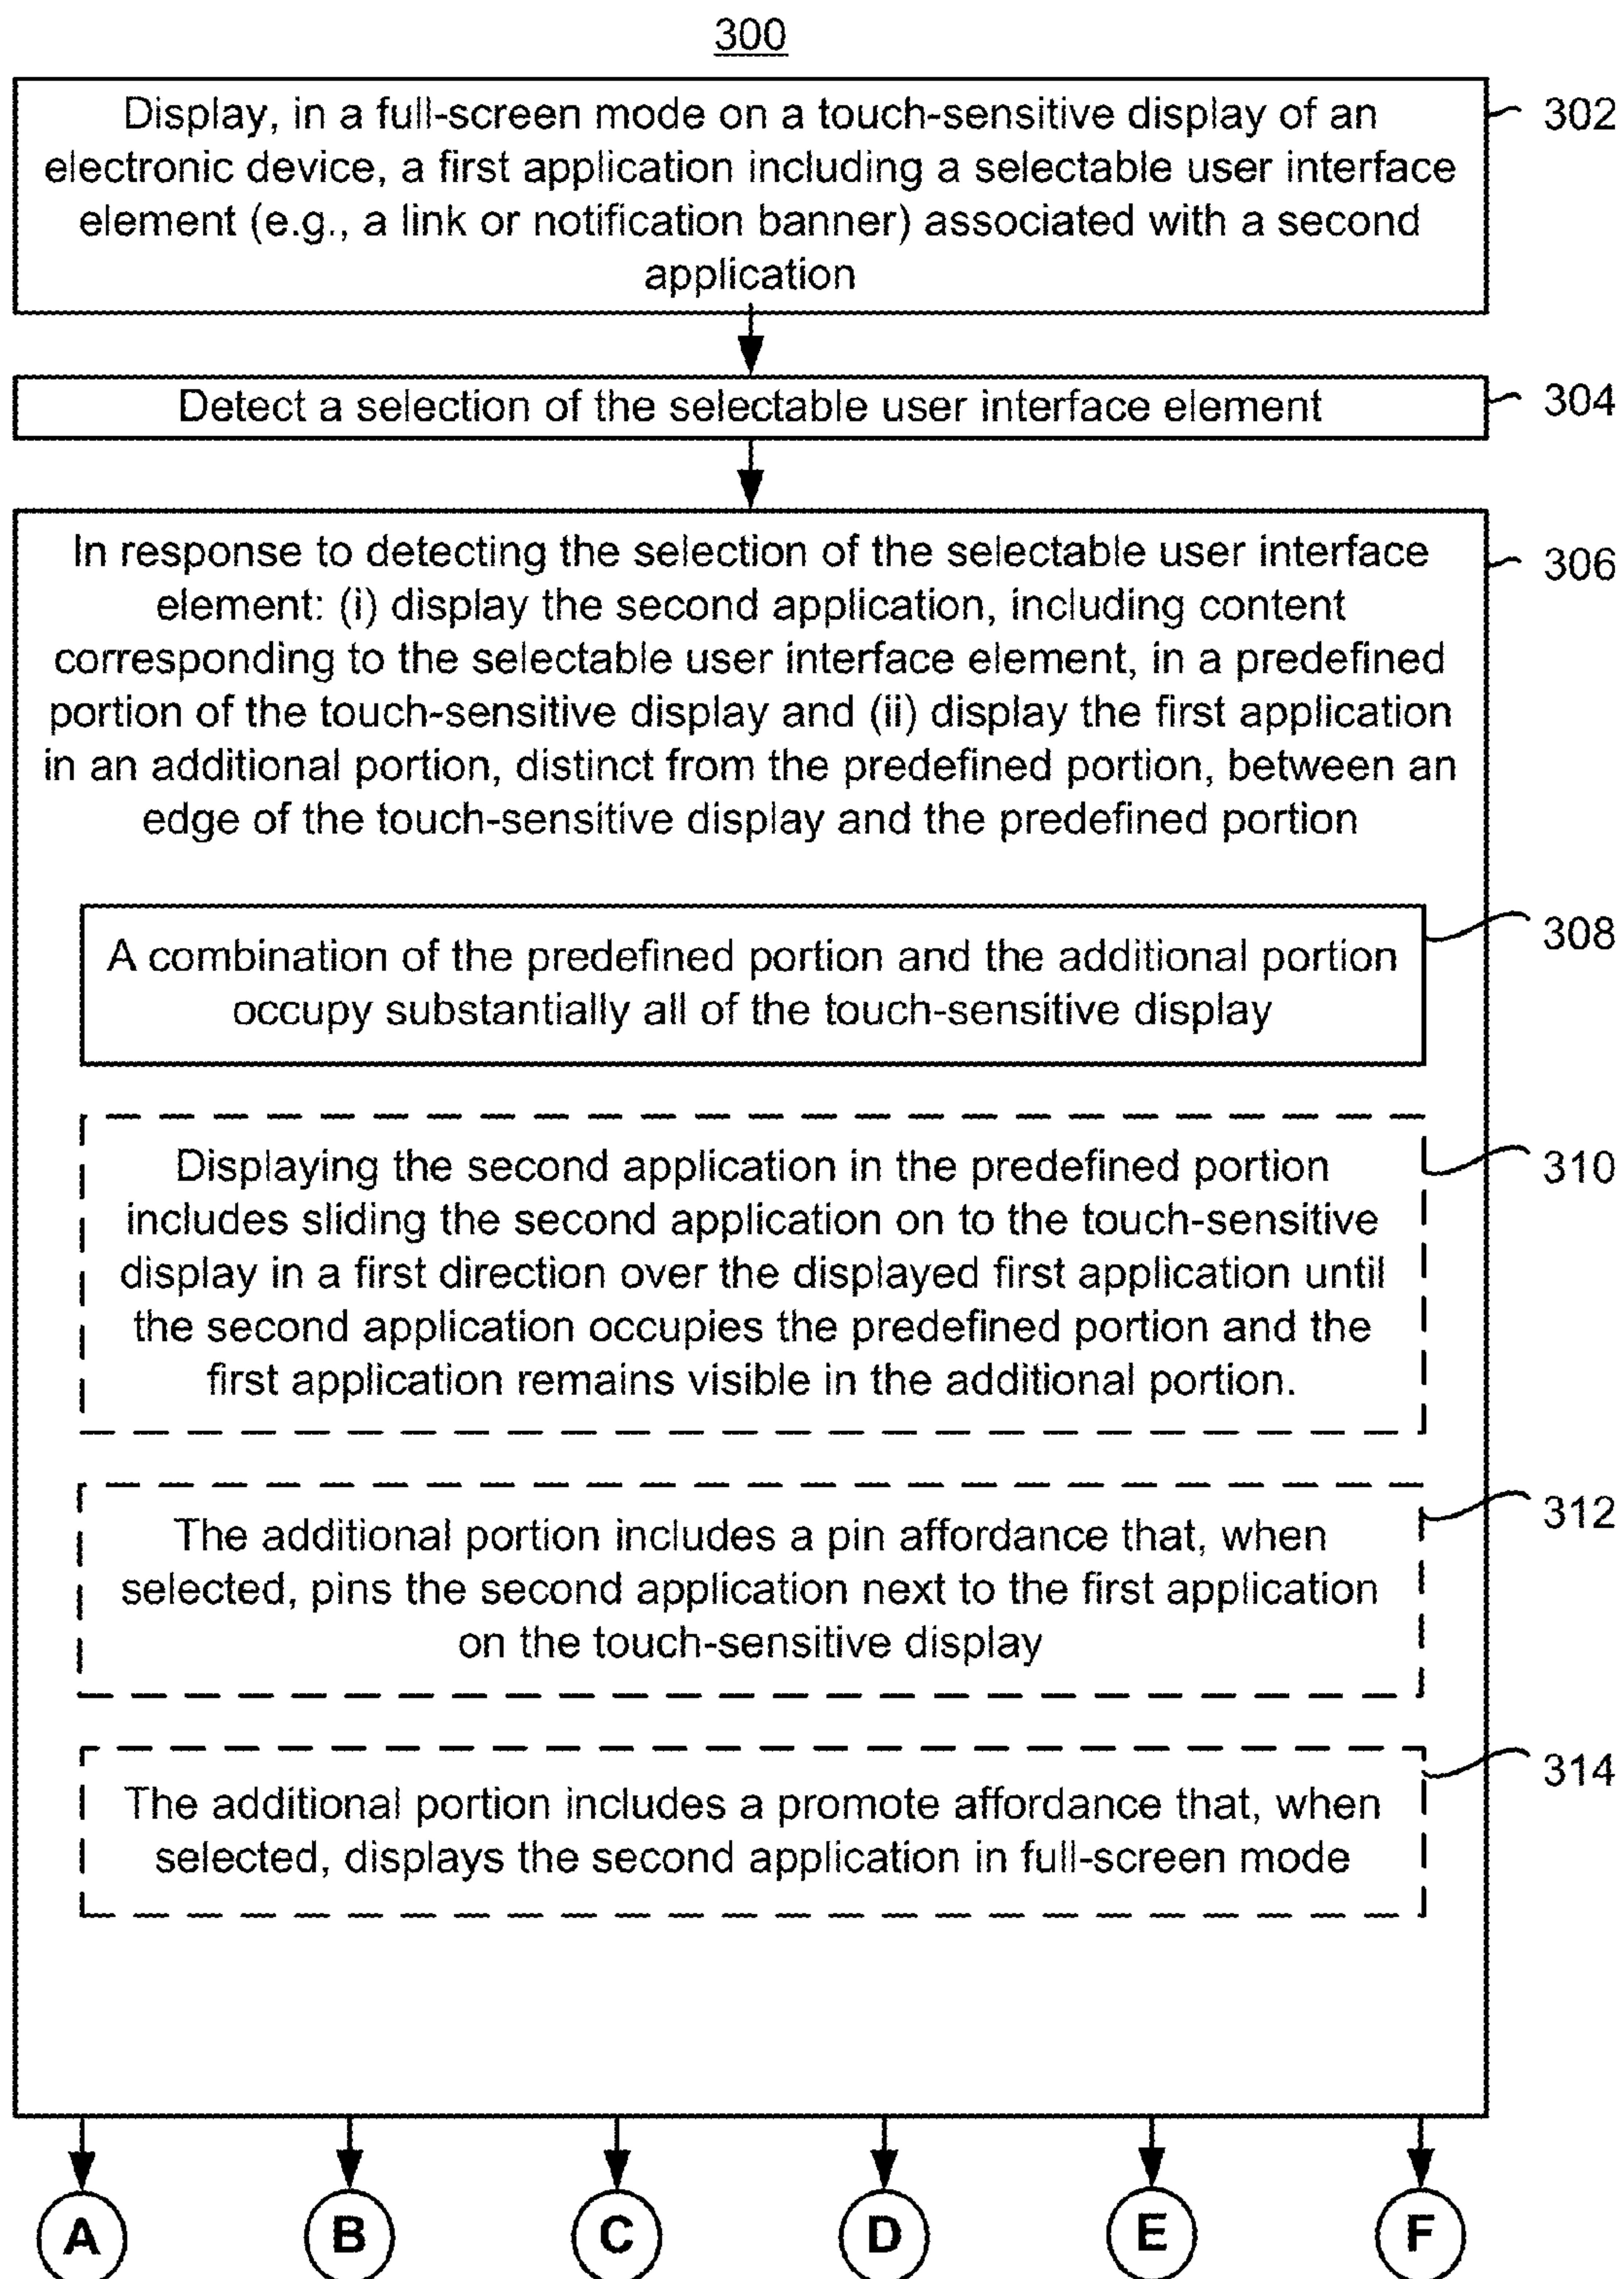 300
Display, in a full-screen mode on a touch-sensitive display of an
electronic device, a first application including a selectable user interface
element (e.g., a link or notification banner) associated with a second
application
302
Detect a selection of the selectable user interface element
304
In response to detecting the selection of the selectable user interface
element: (i) display the second application, including content
corresponding to the selectable user interface element, in a predefined
portion of the touch-sensitive display and (ii) display the first application
in an additional portion, distinct from the predefined portion, between an
edge of the touch-sensitive display and the predefined portion
306
A combination of the predefined portion and the additional portion
occupy substantially all of the touch-sensitive display
308
Displaying the second application in the predefined portion
includes sliding the second application on to the touch-sensitive
display in a first direction over the displayed first application until
the second application occupies the predefined portion and the
first application remains visible in the additional portion.
310
The additional portion includes a pin affordance that, when
selected, pins the second application next to the first application
on the touch-sensitive display
312
The additional portion includes a promote affordance that, when
selected, displays the second application in full-screen mode
314
A B C D E F